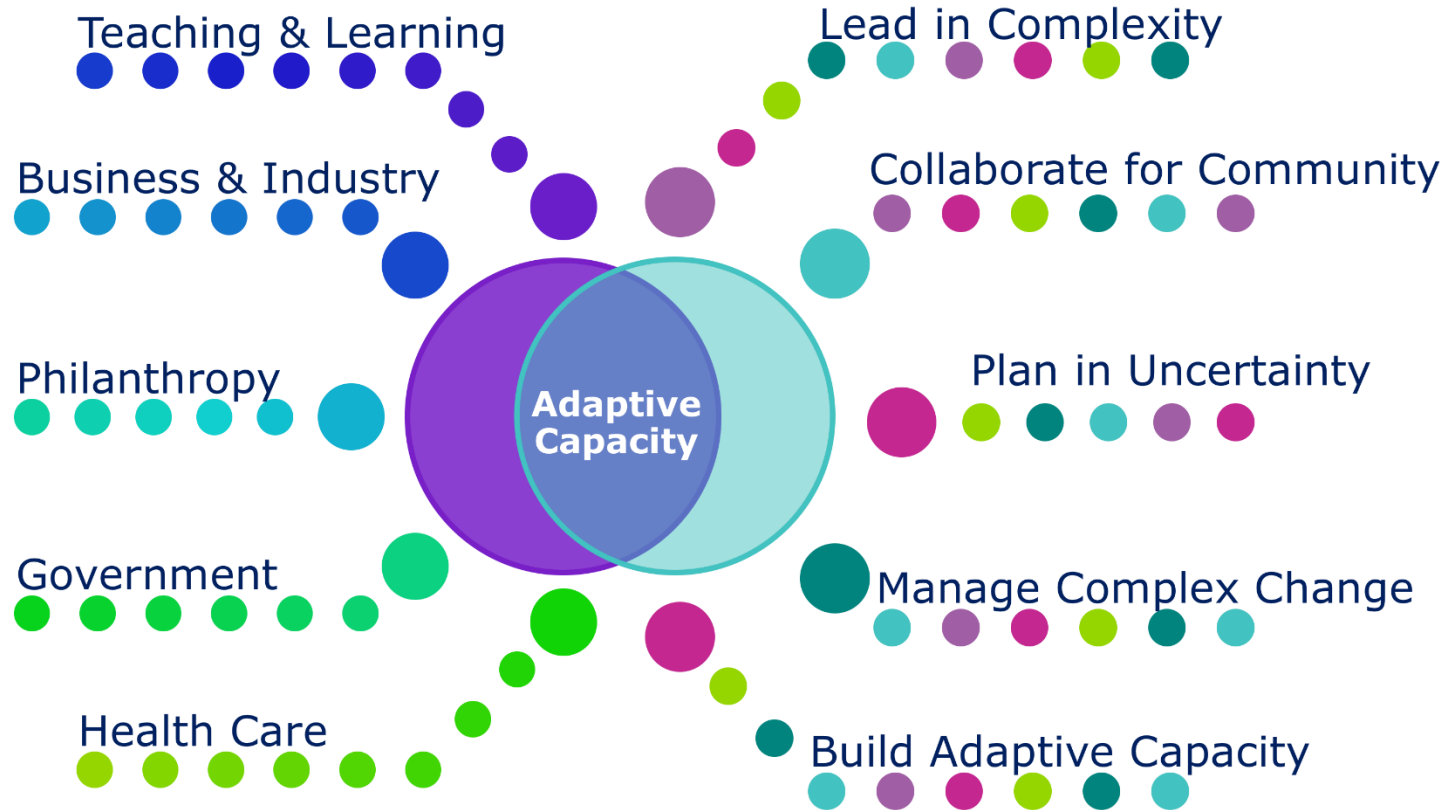 Teaching & Learning
Business & Industry
Philanthropy
Government
Health Care
Adaptive
Capacity
Lead in Complexity
Collaborate for Community
Plan in Uncertainty
Manage Complex Change
Build Adaptive Capacity